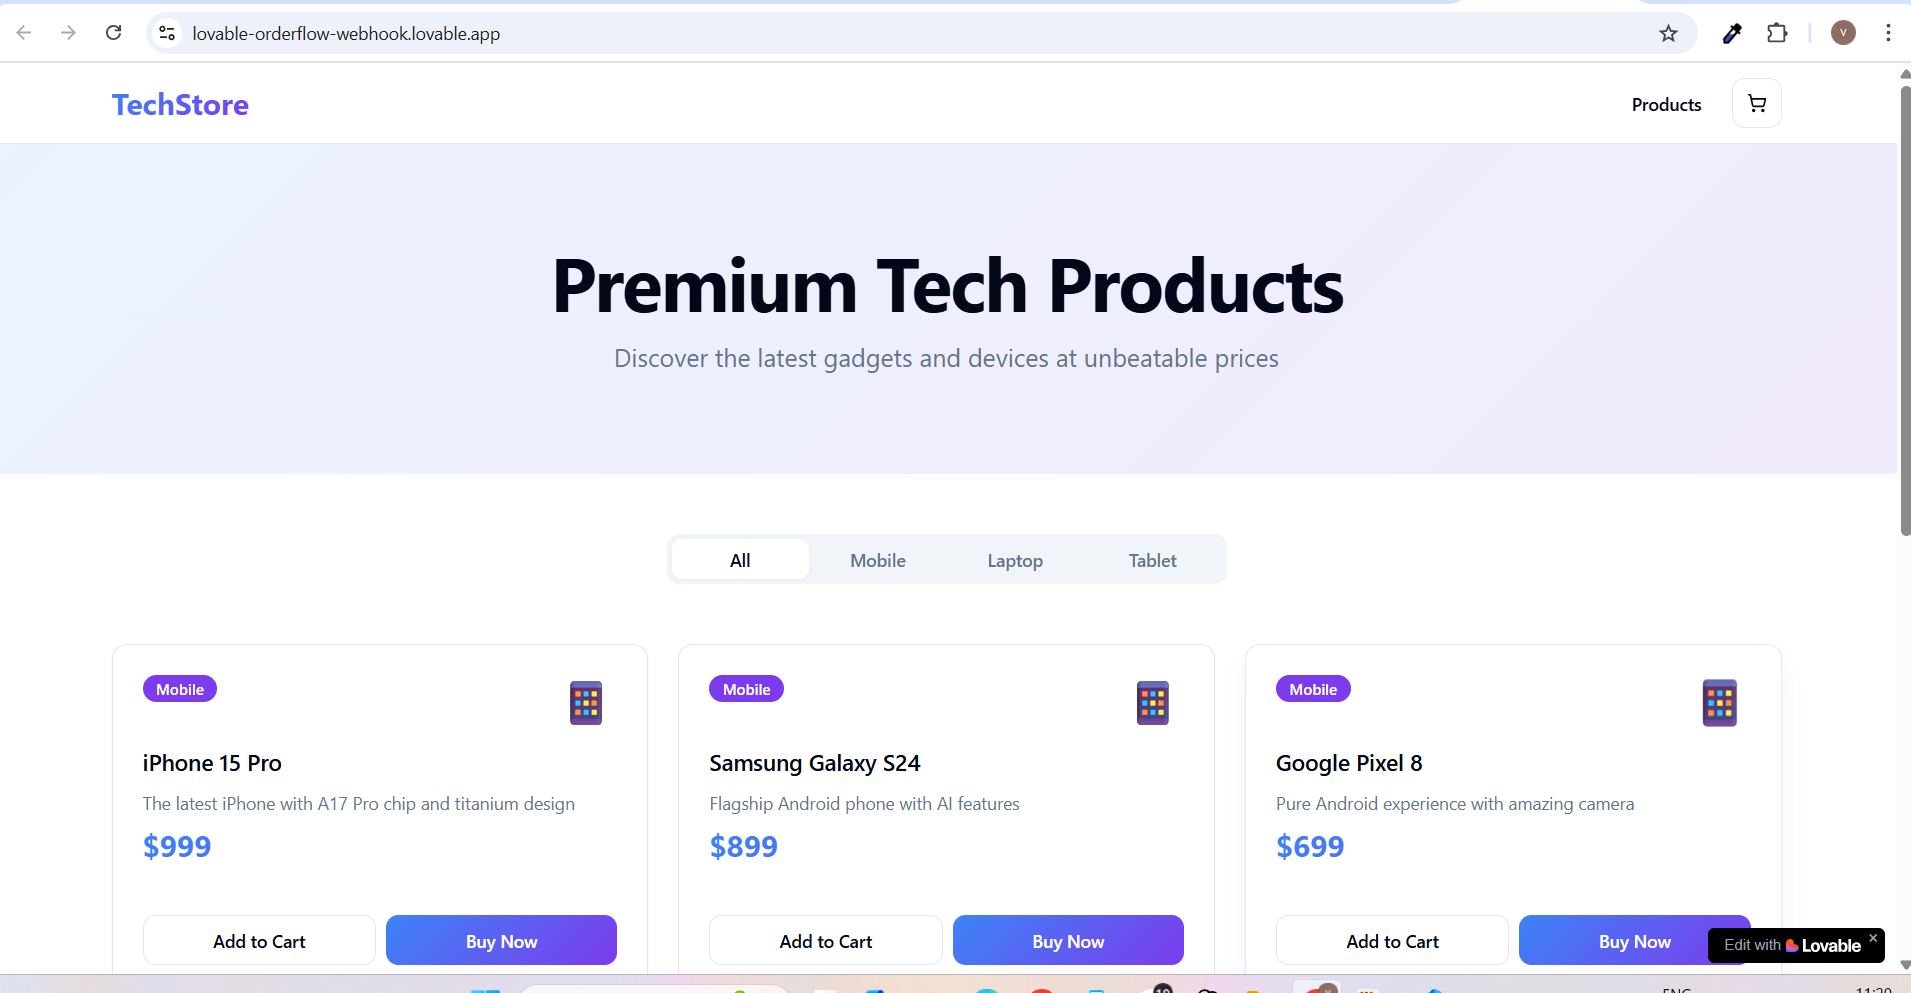 lovable-orderflow-webhook.lovable.app
V
TechStore
Products
Premium Tech Products
Discover the latest gadgets and devices at unbeatable prices
All Mobile Laptop Tablet
Mobile
iPhone 15 Pro
The latest iPhone with A17 Pro chip and titanium design
$999
Add to Cart Buy Now
Mobile
Samsung Galaxy S24
Flagship Android phone with AI features
$899
Add to Cart Buy Now
Mobile
Google Pixel 8
Pure Android experience with amazing camera
$699
Add to Cart Buy Now
Edit with Lovable